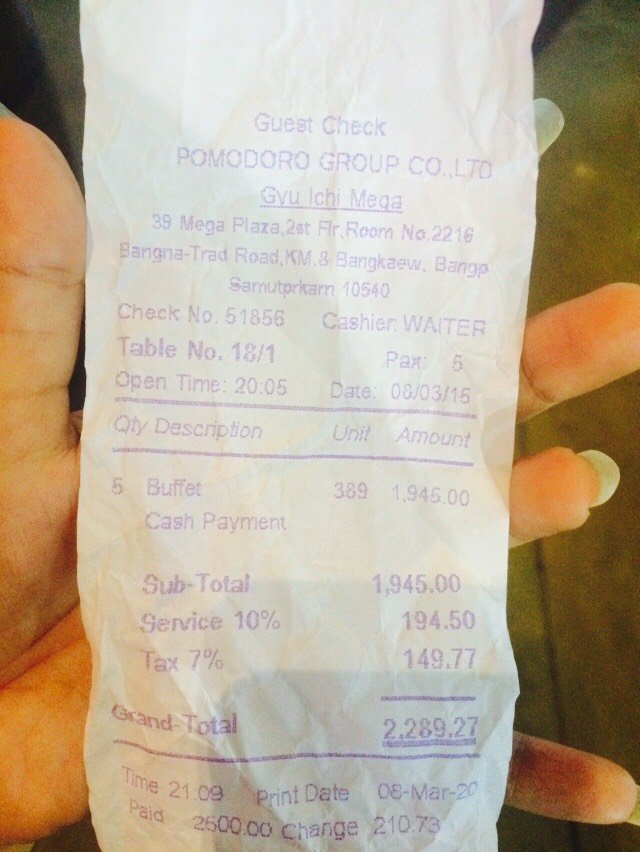 Guest Check
POMODORO GROUP CO.,LTD
Gyu Ichi Mega
39 Mega Plaza,2st Flr,Room No.2216
Bangna-Trad Road,KM.8 Bangkaew, Bangp
Samutprkarn 10540
Check No. 51856 Cashier: WAITER
Table No. 18/1 Pax: 5
Open Time: 20:05 Date: 08/03/15
Qty Description Unit Amount
5 Buffet 389 1,945.00
Cash Payment
Sub-Total 1,945.00
Service 10% 194.50
Tax 7% 149.77
Grand-Total 2,289.27
Time 21:09 Print Date 08-Mar-20
Paid 2500.00 Change 210.73